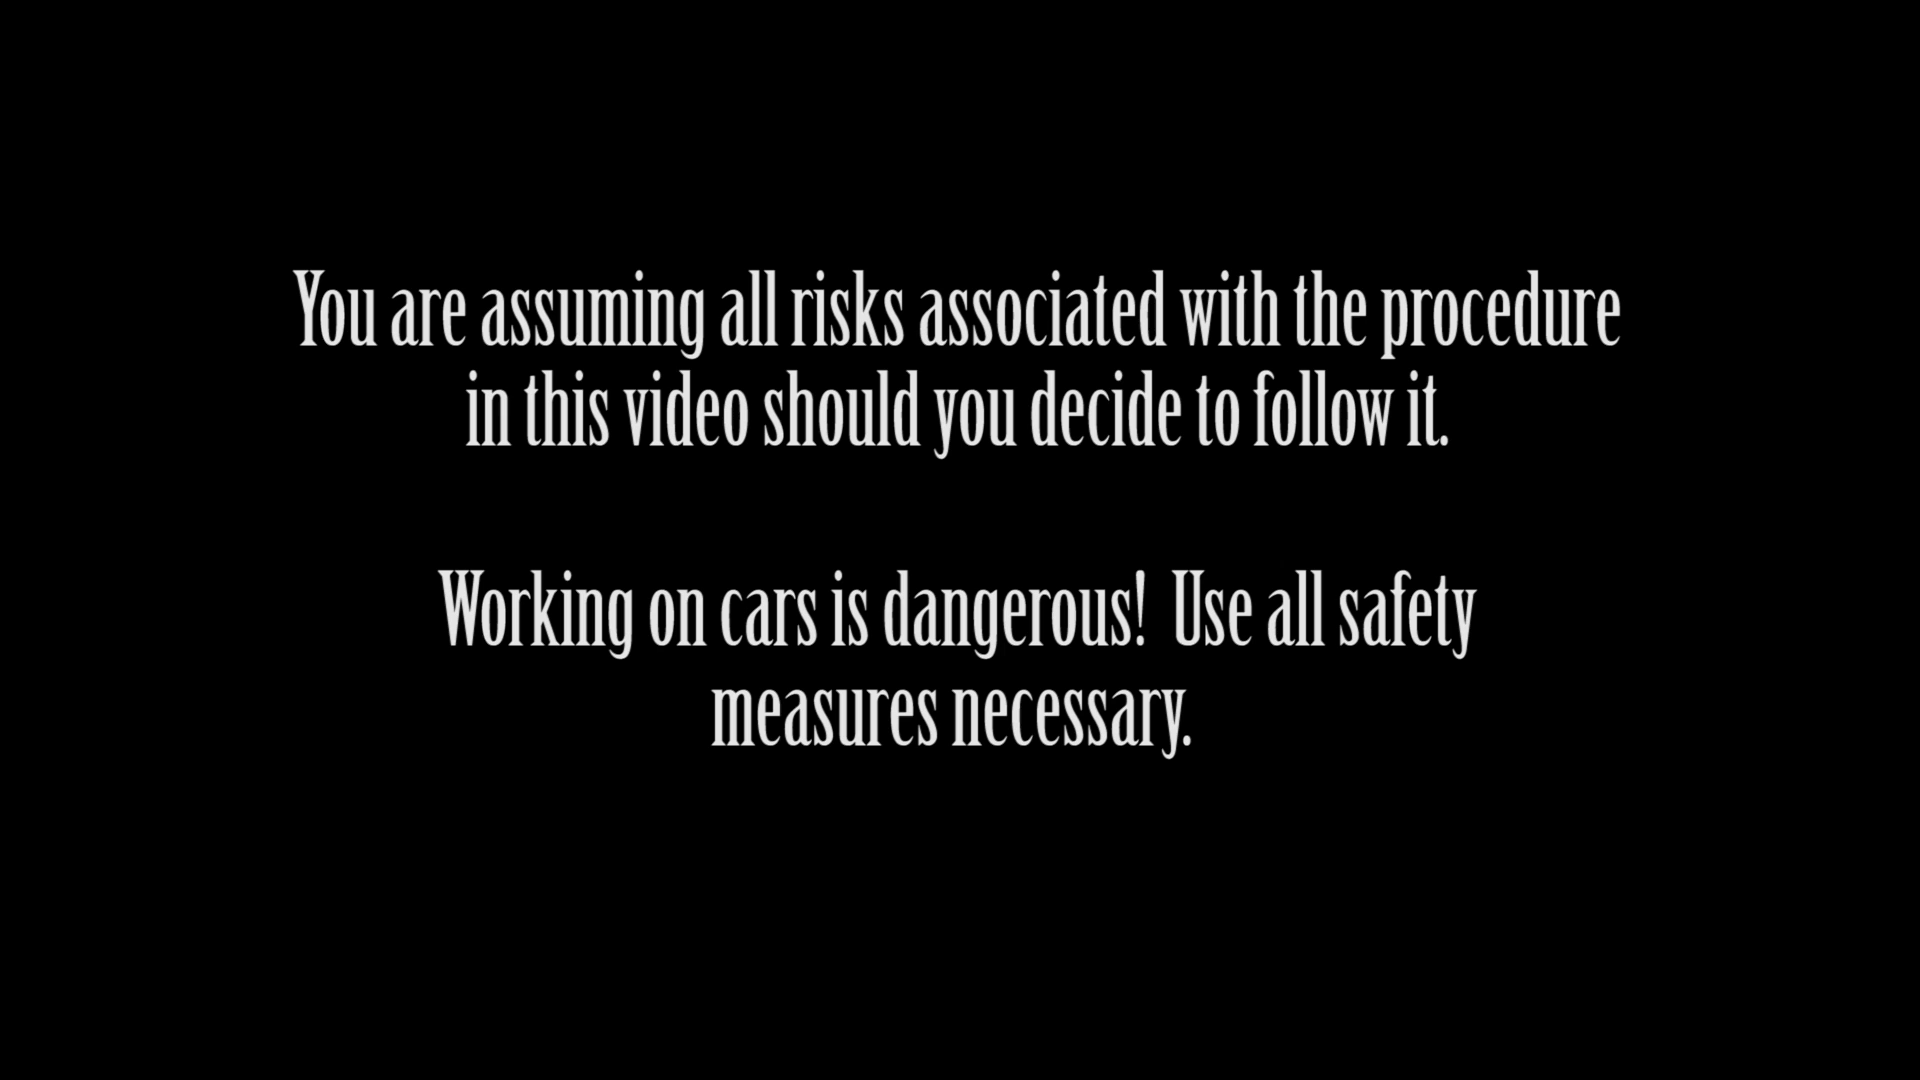 You are assuming all risks associated with the procedure
in this video should you decide to follow it.
Working on cars is dangerous!  Use all safety
measures necessary.